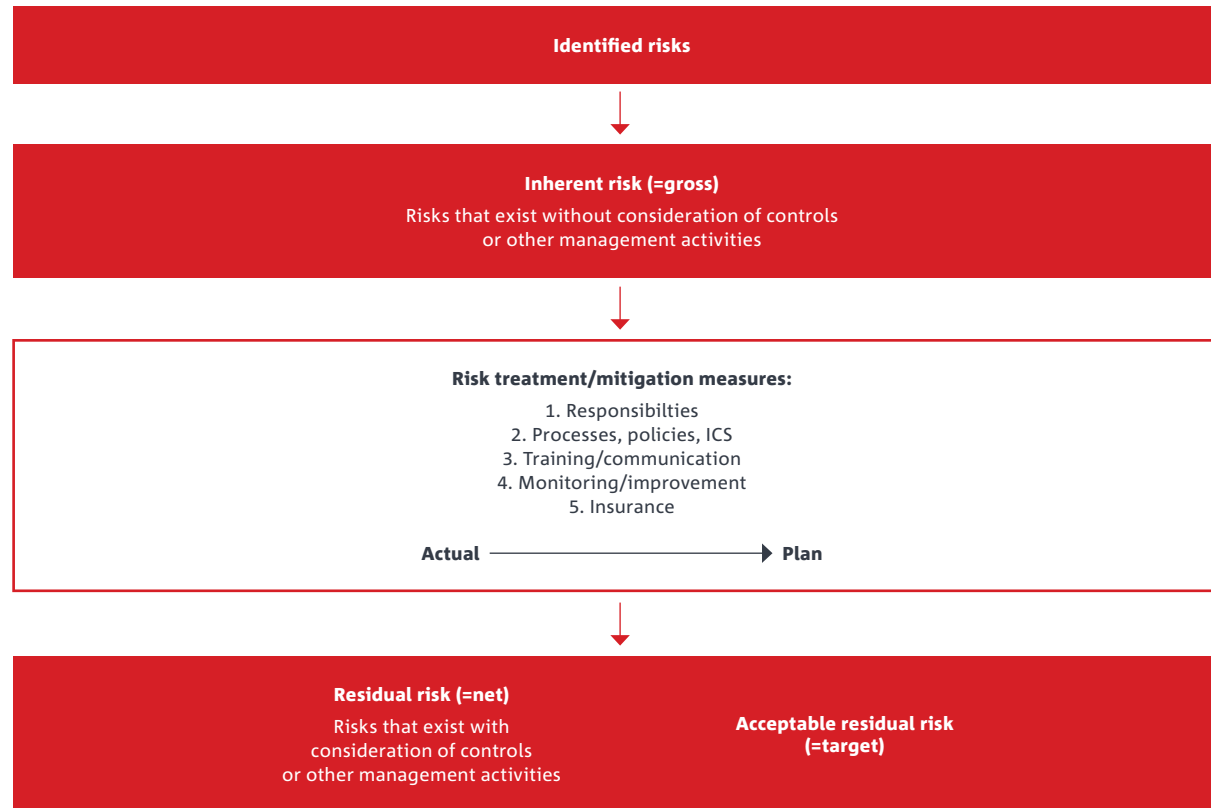 Identified risks
Inherent risk (=gross)
Risks that exist without consideration of controls
or other management activities
Risk treatment/mitigation measures:
1. Responsibilties
2. Processes, policies, ICS
3. Training/communication
4. Monitoring/improvement
5. Insurance
Actual
Plan
Residual risk (=net)
Risks that exist with
consideration of controls
or other management activities
Acceptable residual risk
(=target)